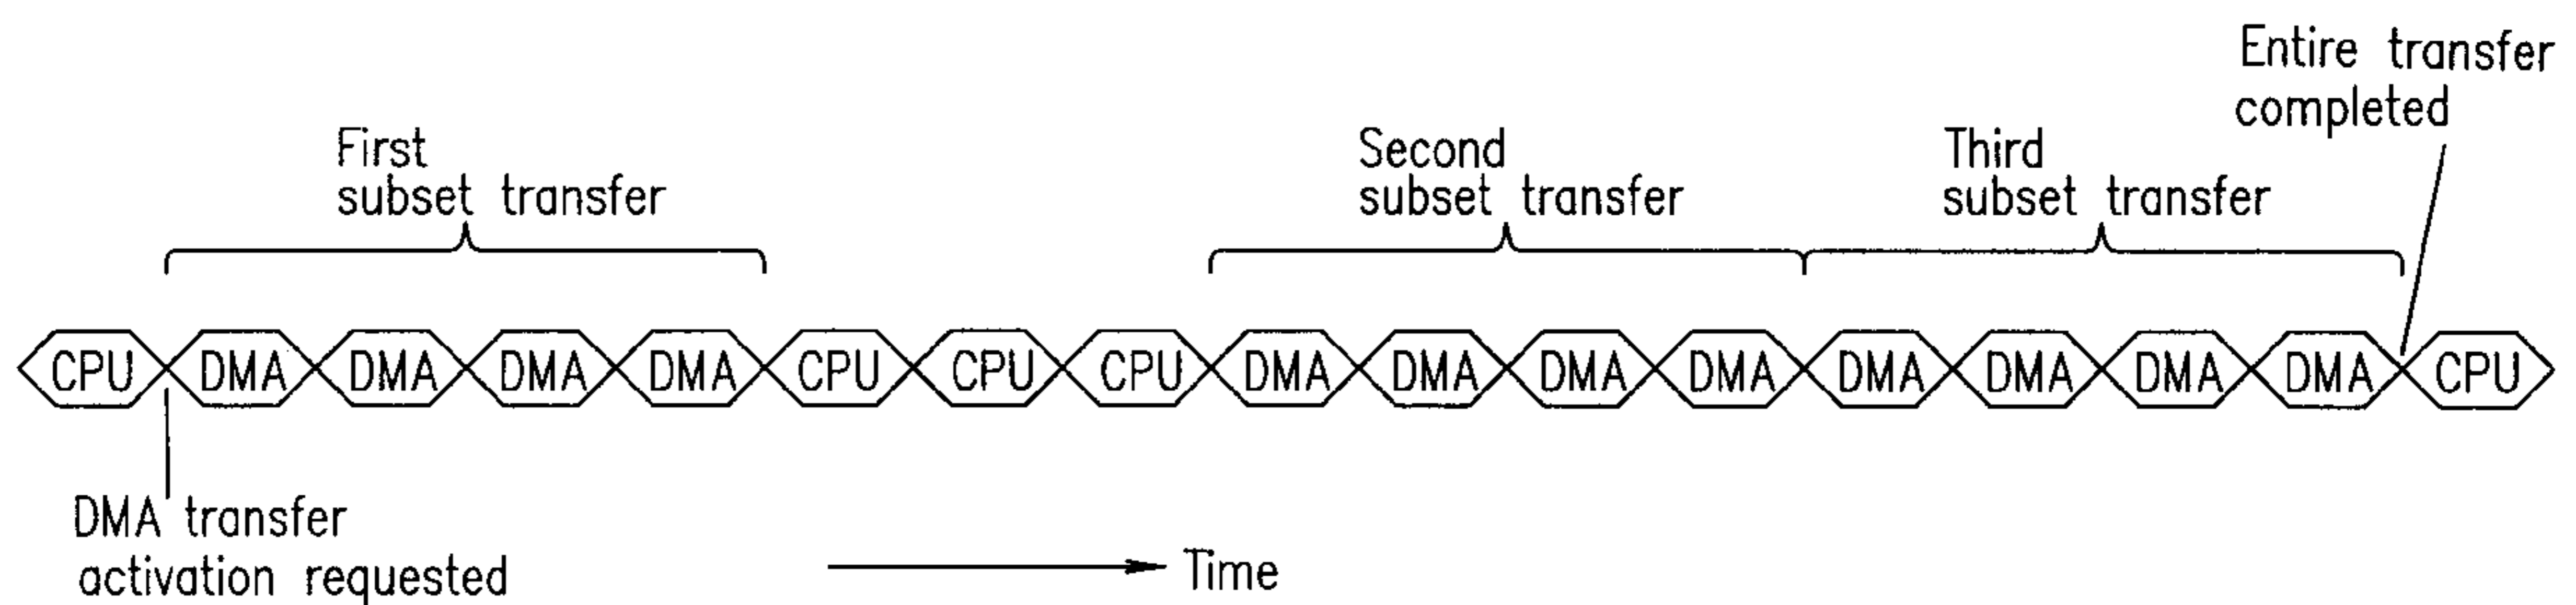 Entire transfer
completed
First
subset transfer
Second
subset transfer
Third
subset transfer
CPU DMA DMA DMA DMA CPU CPU CPU DMA DMA DMA DMA DMA DMA DMA DMA CPU
DMA transfer
activation requested
Time